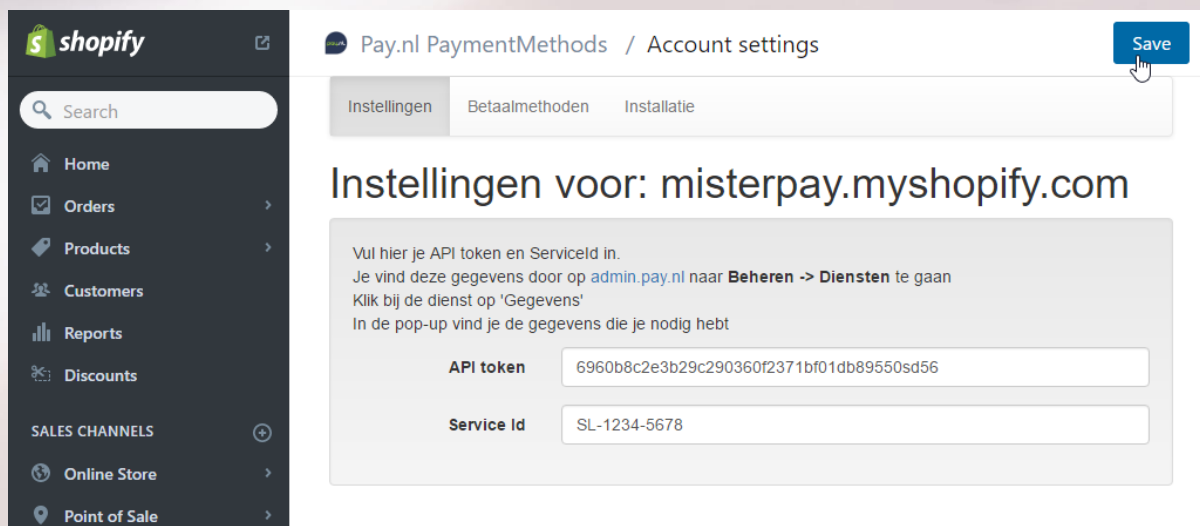 shopify
Search
Home
Orders
Products
Customers
Reports
Discounts
SALES CHANNELS
Online Store
Point of Sale
Pay.nl PaymentMethods / Account settings
Save
Instellingen Betaalmethoden Installatie
Instellingen voor: misterpay.myshopify.com
Vul hier je API token en ServiceId in.
Je vind deze gegevens door op admin.pay.nl naar Beheren -> Diensten te gaan
Klik bij de dienst op 'Gegevens'
In de pop-up vind je de gegevens die je nodig hebt
API token 6960b8c2e3b29c290360f2371bf01db89550sd56
Service Id SL-1234-5678